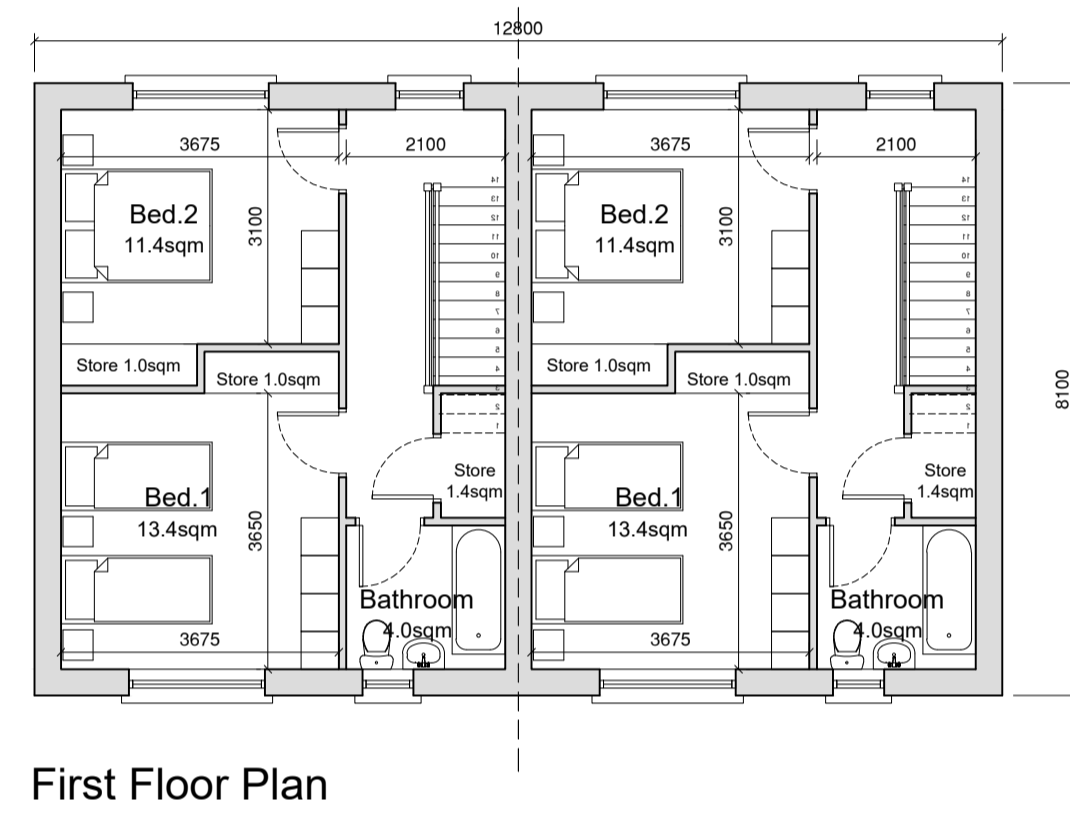 12800
3675
2100
3675
2100
Bed.2
11.4sqm
3100
Bed.2
11.4sqm
3100
14
13
12
11
10
9
8
7
6
5
4
3
2
1
14
13
12
11
10
9
8
7
6
5
4
3
2
1
Store 1.0sqm
Store 1.0sqm
Store 1.0sqm
Store 1.0sqm
8100
Store
1.4sqm
Store
1.4sqm
Bed.1
13.4sqm
3650
Bed.1
13.4sqm
3650
Bathroom
4.0sqm
Bathroom
4.0sqm
3675
3675
First Floor Plan